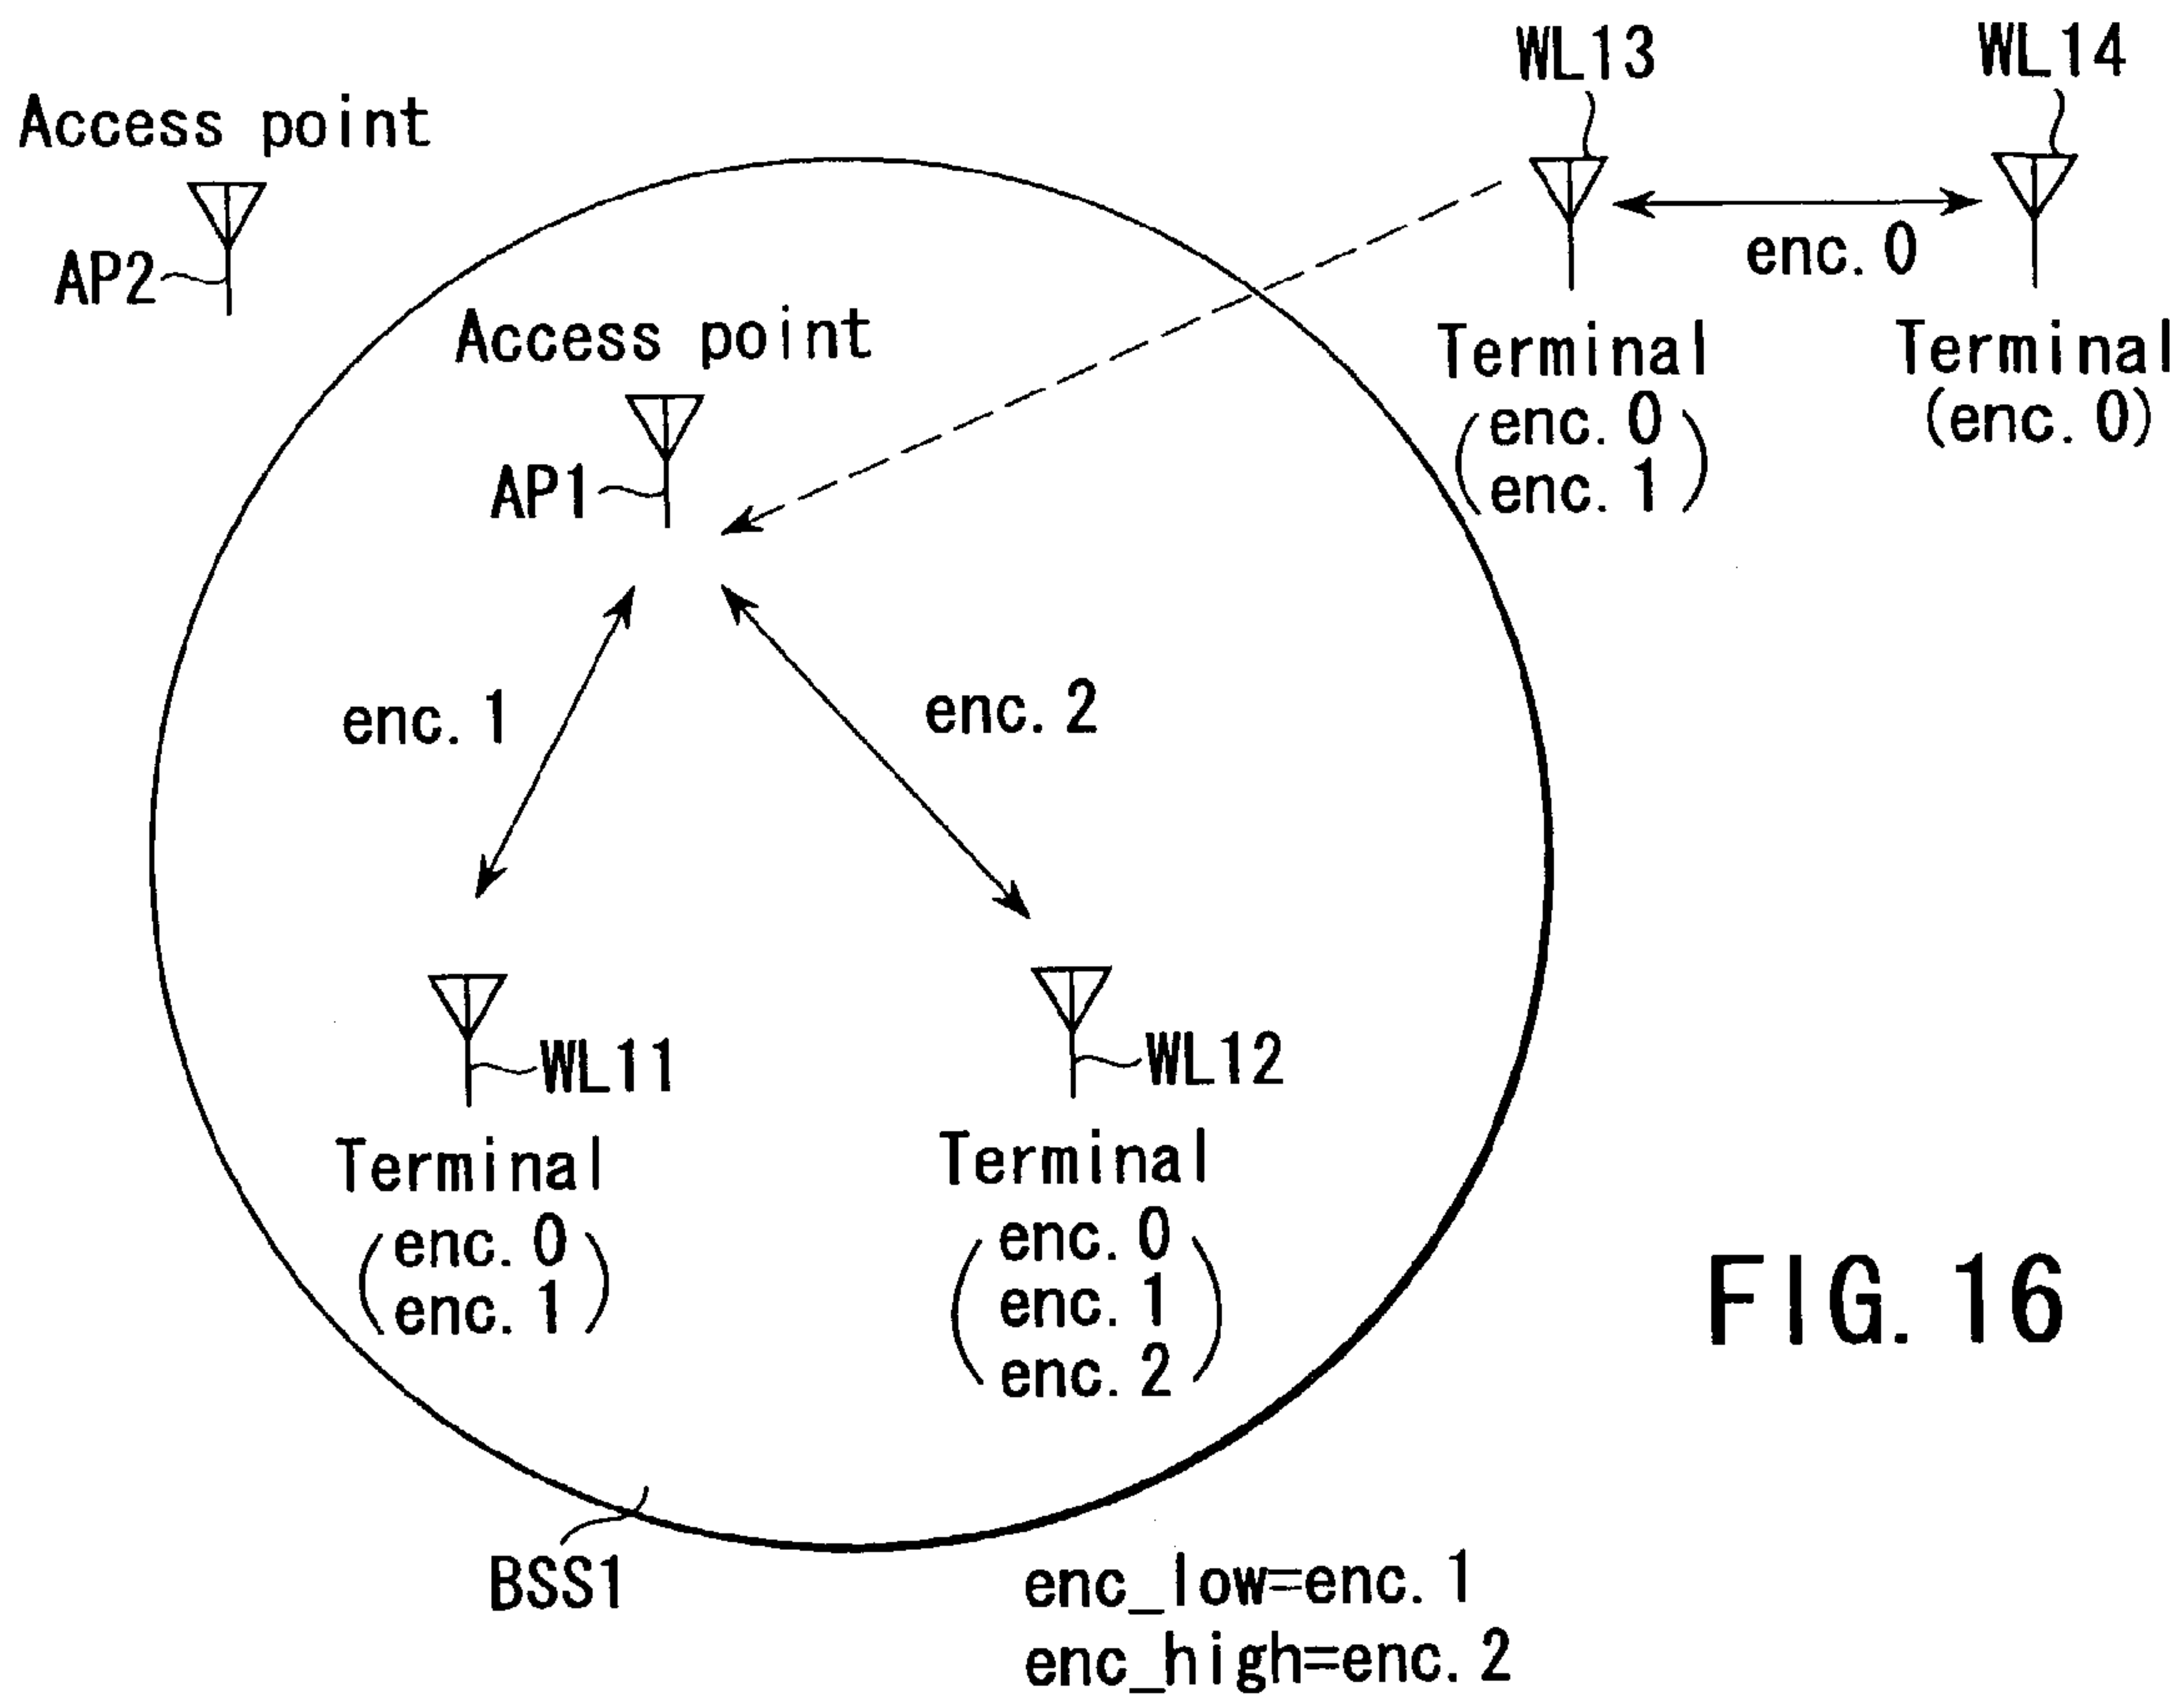 WL13
WL14
Access point
AP2
enc. 0
Access point
Terminal
(enc. 0
enc. 1)
Terminal
(enc. 0)
AP1
enc. 1
enc. 2
WL11
WL12
Terminal
(enc. 0
enc. 1)
Terminal
(enc. 0
enc. 1
enc. 2)
FIG. 16
BSS1
enc_low=enc. 1
enc_high=enc. 2